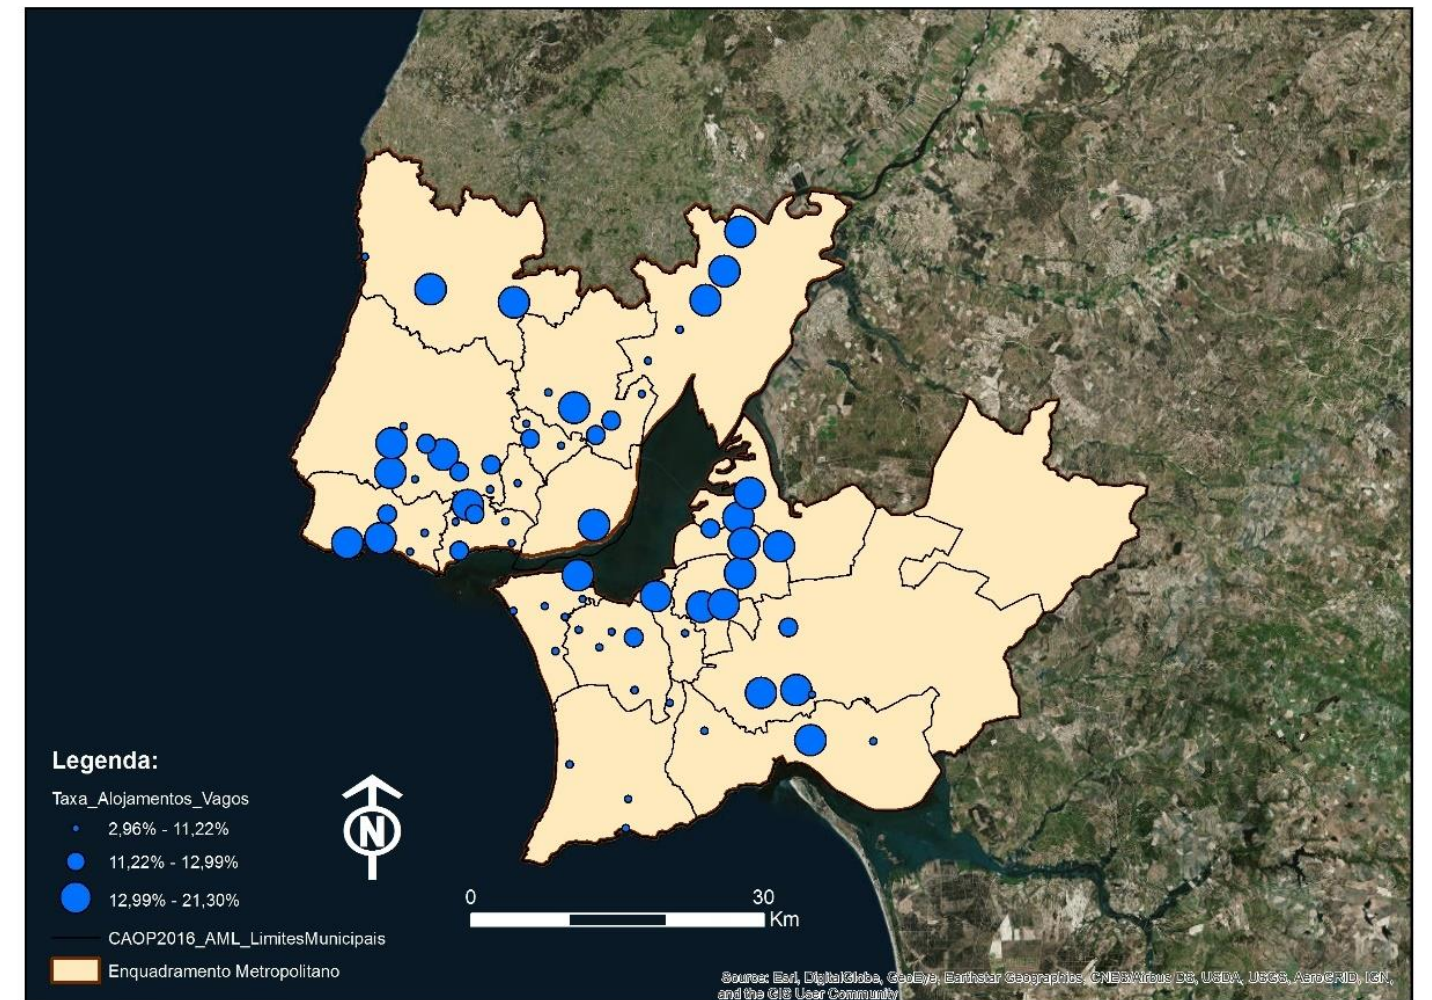 Legenda:
Taxa_Alojamentos_Vagos
2,96% - 11,22%
11,22% - 12,99%
12,99% - 21,30%
CAOP2016_AML_LimitesMunicipais
Enquadramento Metropolitano
N
0 30
Km
Source: Esri, DigitalGlobe, GeoEye, Earthstar Geographics, CNES/Airbus DS, USDA, USGS, AeroGRID, IGN,
and the GIS User Community